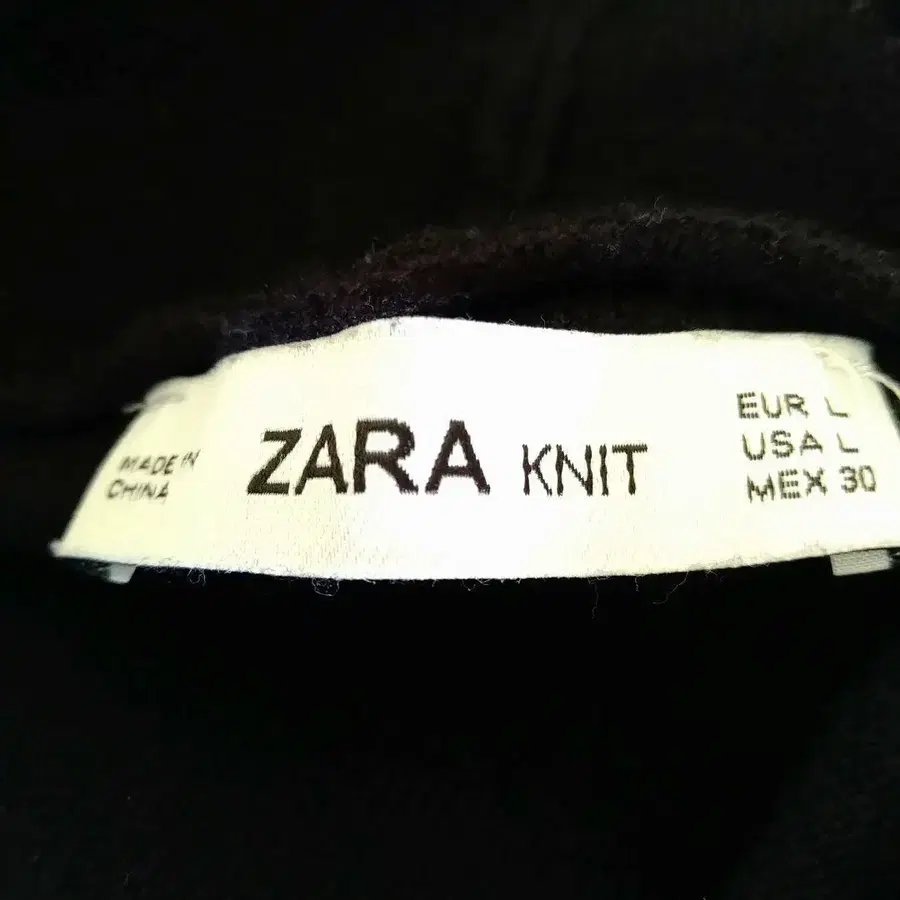 MADE IN
CHINA
ZARA KNIT
EUR L
USA L
MEX 30